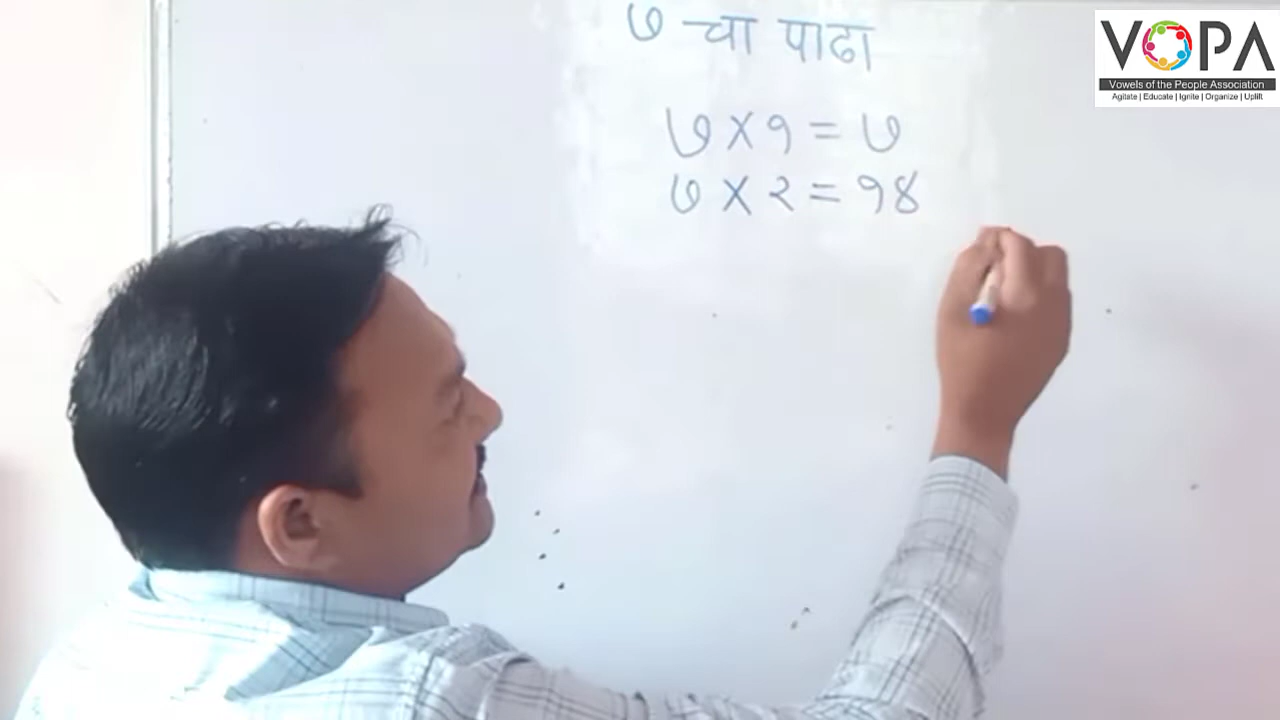 ७ चा पाढा
७ X १ = ७
७ X २ = १४
VOPA
Vowels of the People Association
Agitate | Educate | Ignite | Organize | Uplift